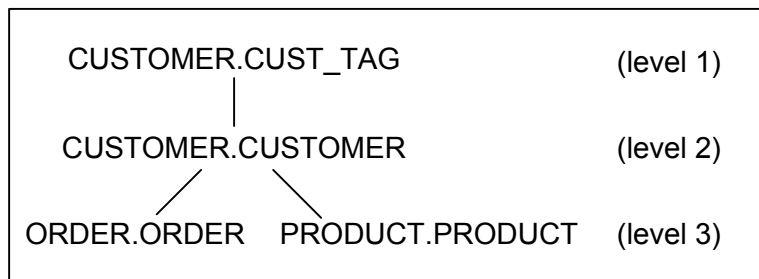 CUSTOMER.CUST_TAG (level 1)
CUSTOMER.CUSTOMER (level 2)
ORDER.ORDER PRODUCT.PRODUCT (level 3)